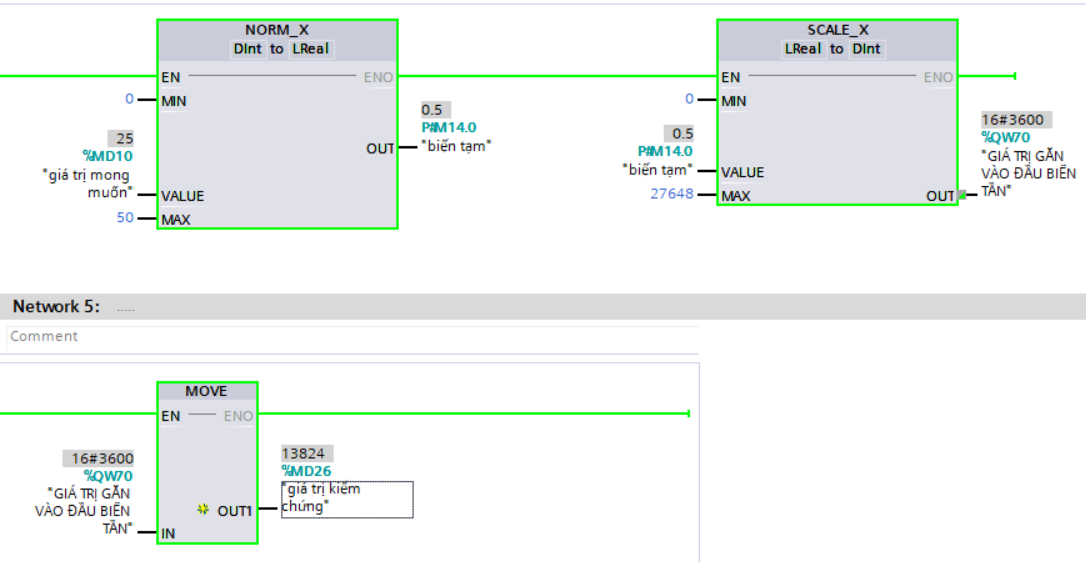 NORM_X
DInt to LReal
EN
ENO
0
MIN
25
%MD10
"giá trị mong
muốn"
VALUE
50
MAX
OUT
0.5
P#M14.0
"biến tạm"
SCALE_X
LReal to DInt
EN
ENO
0
MIN
0.5
P#M14.0
"biến tạm"
VALUE
27648
MAX
OUT
16#3600
%QW70
"GIÁ TRỊ GẮN
VÀO ĐẦU BIẾN
TẦN"
Network 5: .....
Comment
MOVE
EN
ENO
16#3600
%QW70
"GIÁ TRỊ GẮN
VÀO ĐẦU BIẾN
TẦN"
IN
OUT1
13824
%MD26
"giá trị kiểm
chứng"